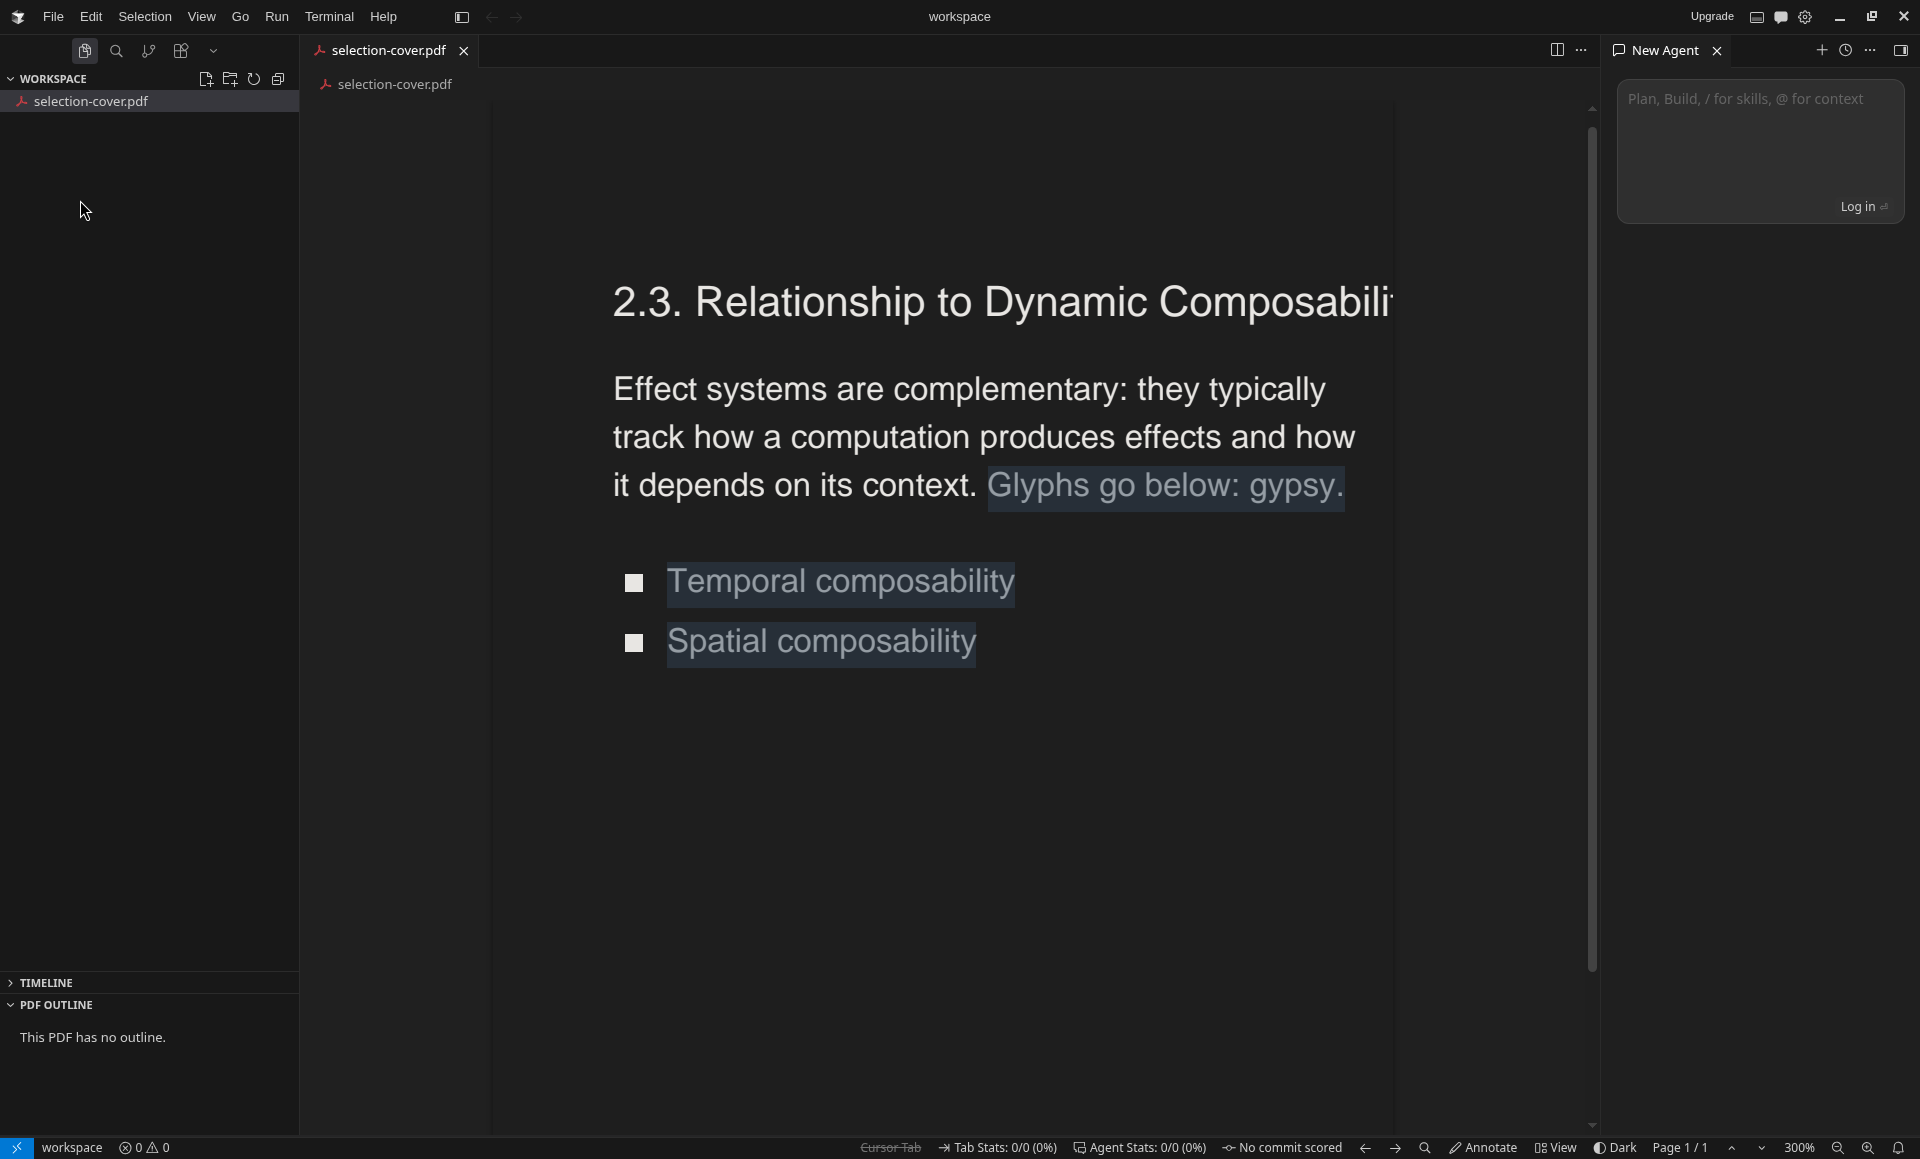 File Edit Selection View Go Run Terminal Help
workspace
Upgrade
WORKSPACE
selection-cover.pdf
selection-cover.pdf
selection-cover.pdf
2.3. Relationship to Dynamic Composabili
Effect systems are complementary: they typically
track how a computation produces effects and how
it depends on its context. Glyphs go below: gypsy.
Temporal composability
Spatial composability
New Agent
Plan, Build, / for skills, @ for context
Log in
TIMELINE
PDF OUTLINE
This PDF has no outline.
workspace 0 0 Cursor Tab Tab Stats: 0/0 (0%) Agent Stats: 0/0 (0%) No commit scored Annotate View Dark Page 1 / 1 300%